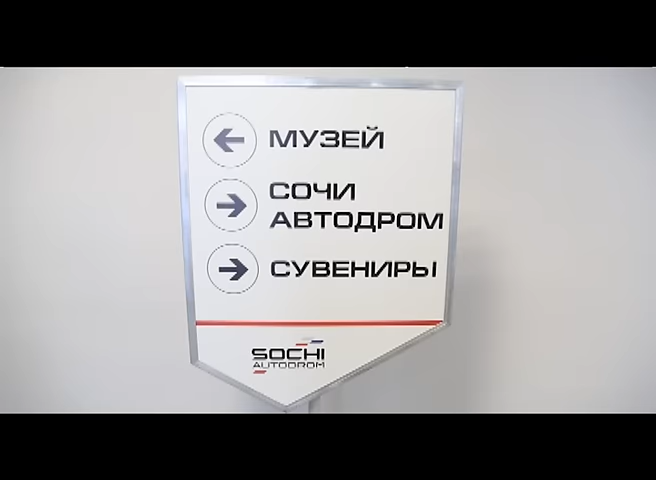 МУЗЕЙ
СОЧИ
АВТОДРОМ
СУВЕНИРЫ
SOCHI
AUTODROM